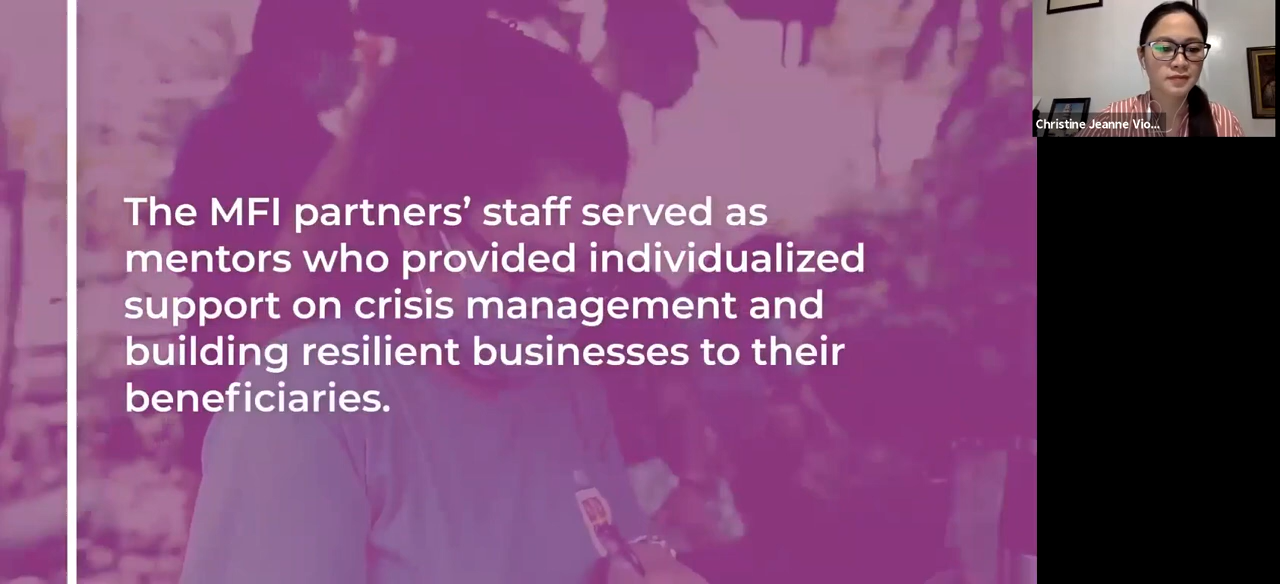 The MFI partners’ staff served as
mentors who provided individualized
support on crisis management and
building resilient businesses to their
beneficiaries.
Christine Jeanne Vio...